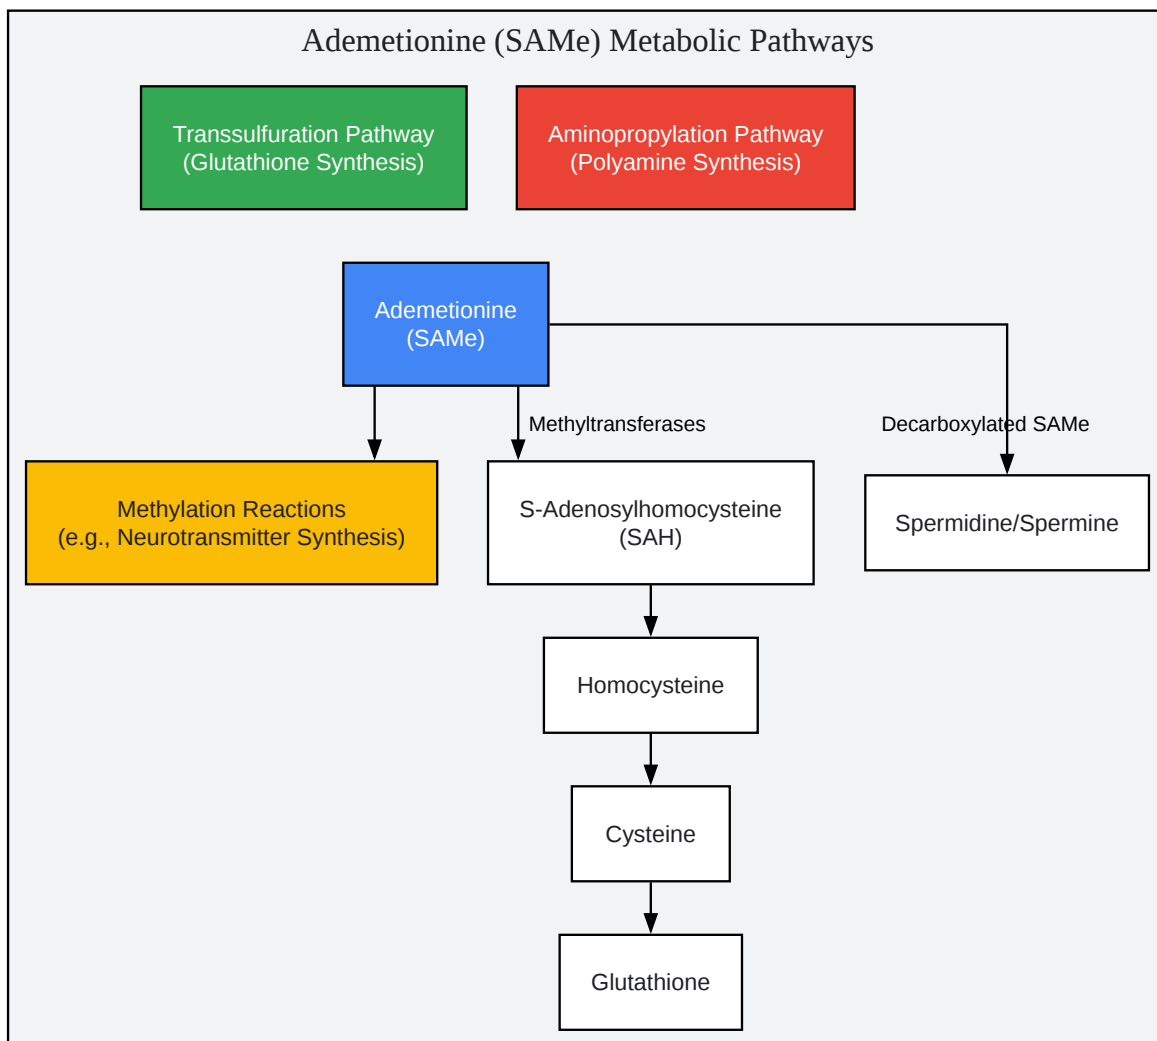 Ademetionine (SAMe) Metabolic Pathways
Transsulfuration Pathway
(Glutathione Synthesis)
Aminopropylation Pathway
(Polyamine Synthesis)
Ademetionine
(SAMe)
Methyltransferases
Decarboxylated SAMe
Methylation Reactions
(e.g., Neurotransmitter Synthesis)
S-Adenosylhomocysteine
(SAH)
Spermidine/Spermine
Homocysteine
Cysteine
Glutathione